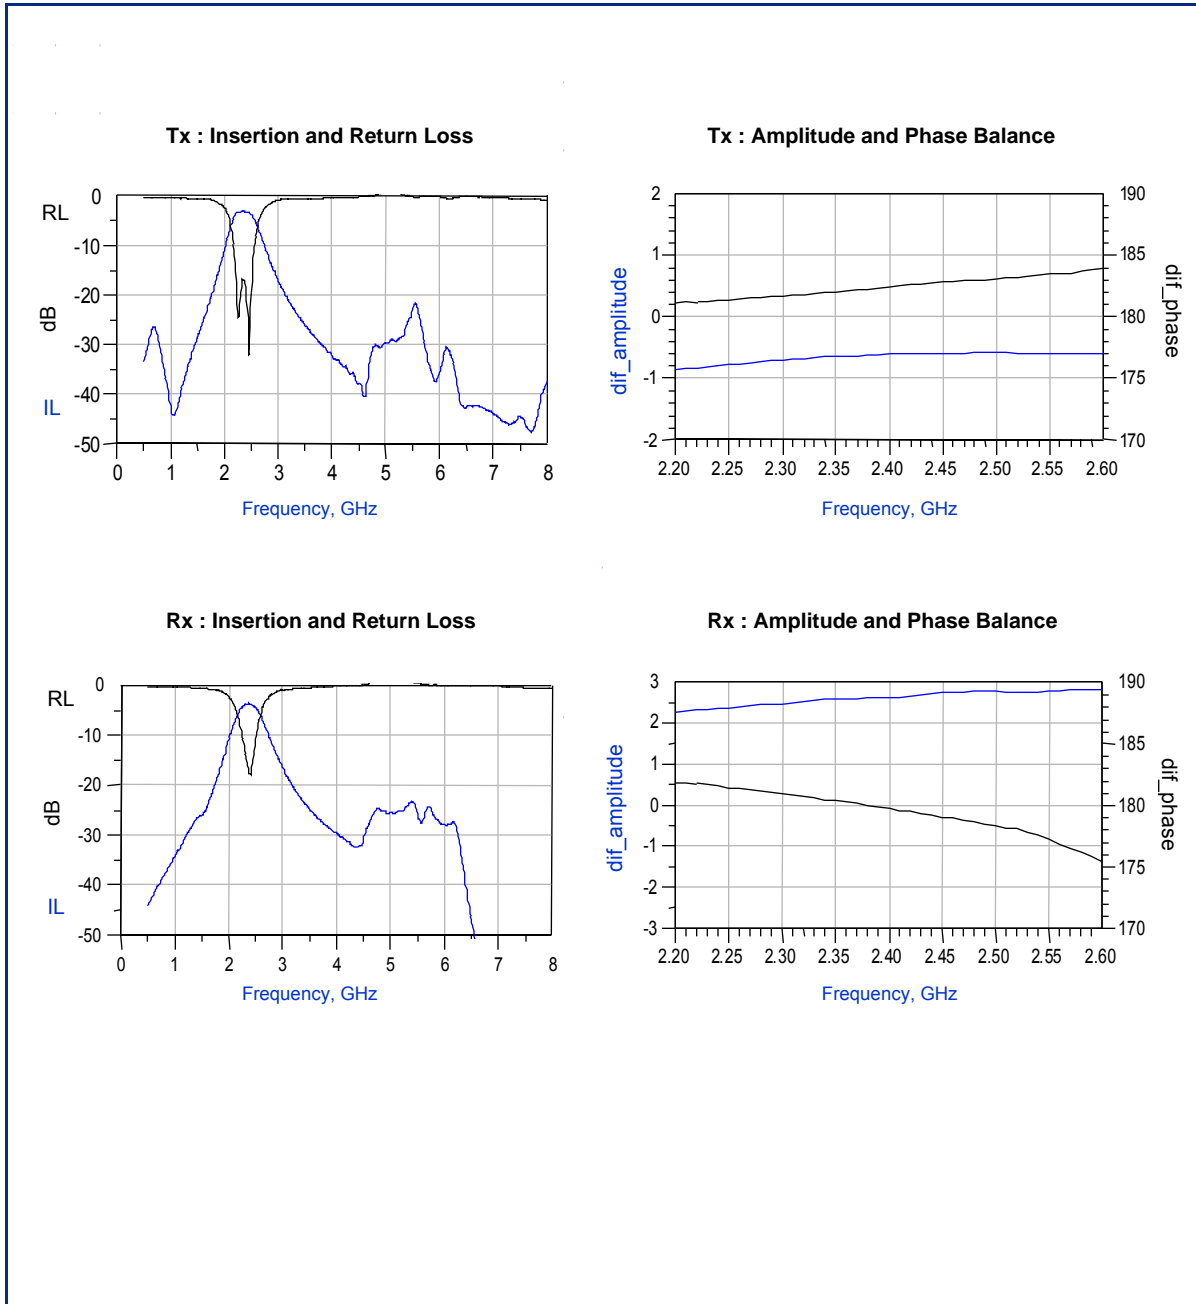 Tx : Insertion and Return Loss
RL
dB
IL
0
-10
-20
-30
-40
-50
0 1 2 3 4 5 6 7 8
Frequency, GHz
Tx : Amplitude and Phase Balance
dif_amplitude
2
1
0
-1
-2
190
185
180
175
170
dif_phase
2.20 2.25 2.30 2.35 2.40 2.45 2.50 2.55 2.60
Frequency, GHz
Rx : Insertion and Return Loss
RL
dB
IL
0
-10
-20
-30
-40
-50
0 1 2 3 4 5 6 7 8
Frequency, GHz
Rx : Amplitude and Phase Balance
dif_amplitude
3
2
1
0
-1
-2
-3
190
185
180
175
170
dif_phase
2.20 2.25 2.30 2.35 2.40 2.45 2.50 2.55 2.60
Frequency, GHz